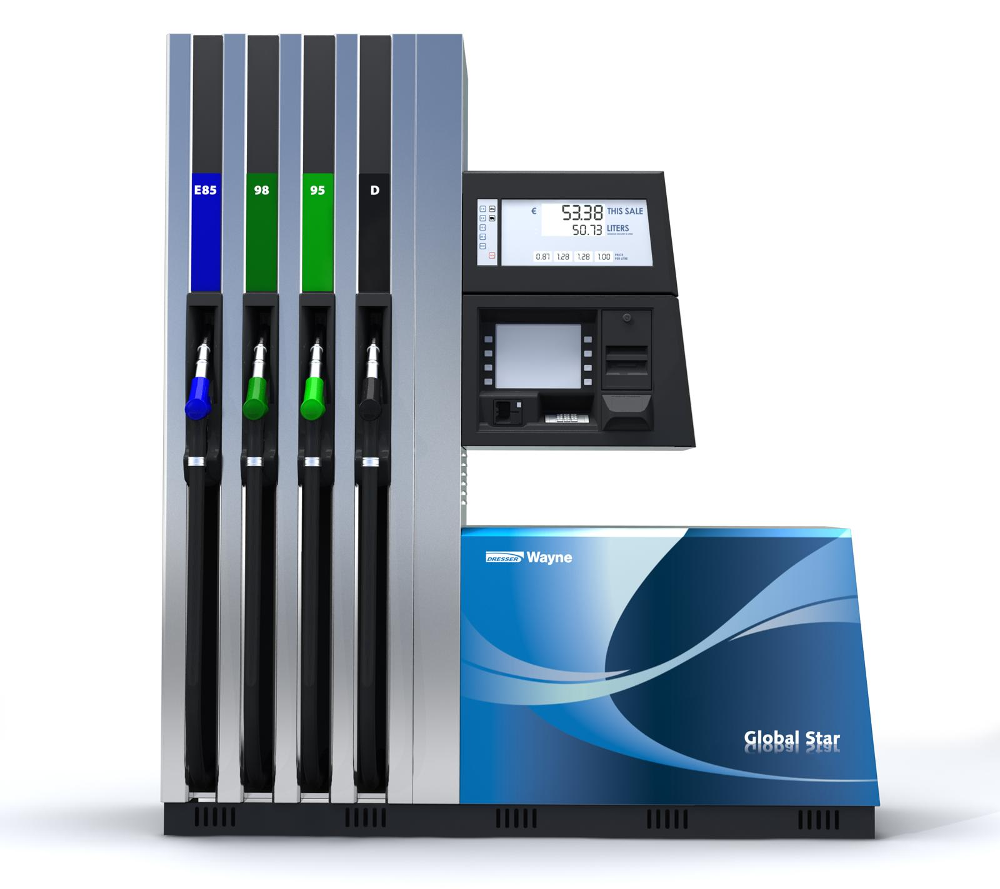 E85
98
95
D
€ 53.38 THIS SALE
50.73 LITERS
0.87 1.28 1.28 1.00 PRICE PER LITRE
DRESSER Wayne
Global Star